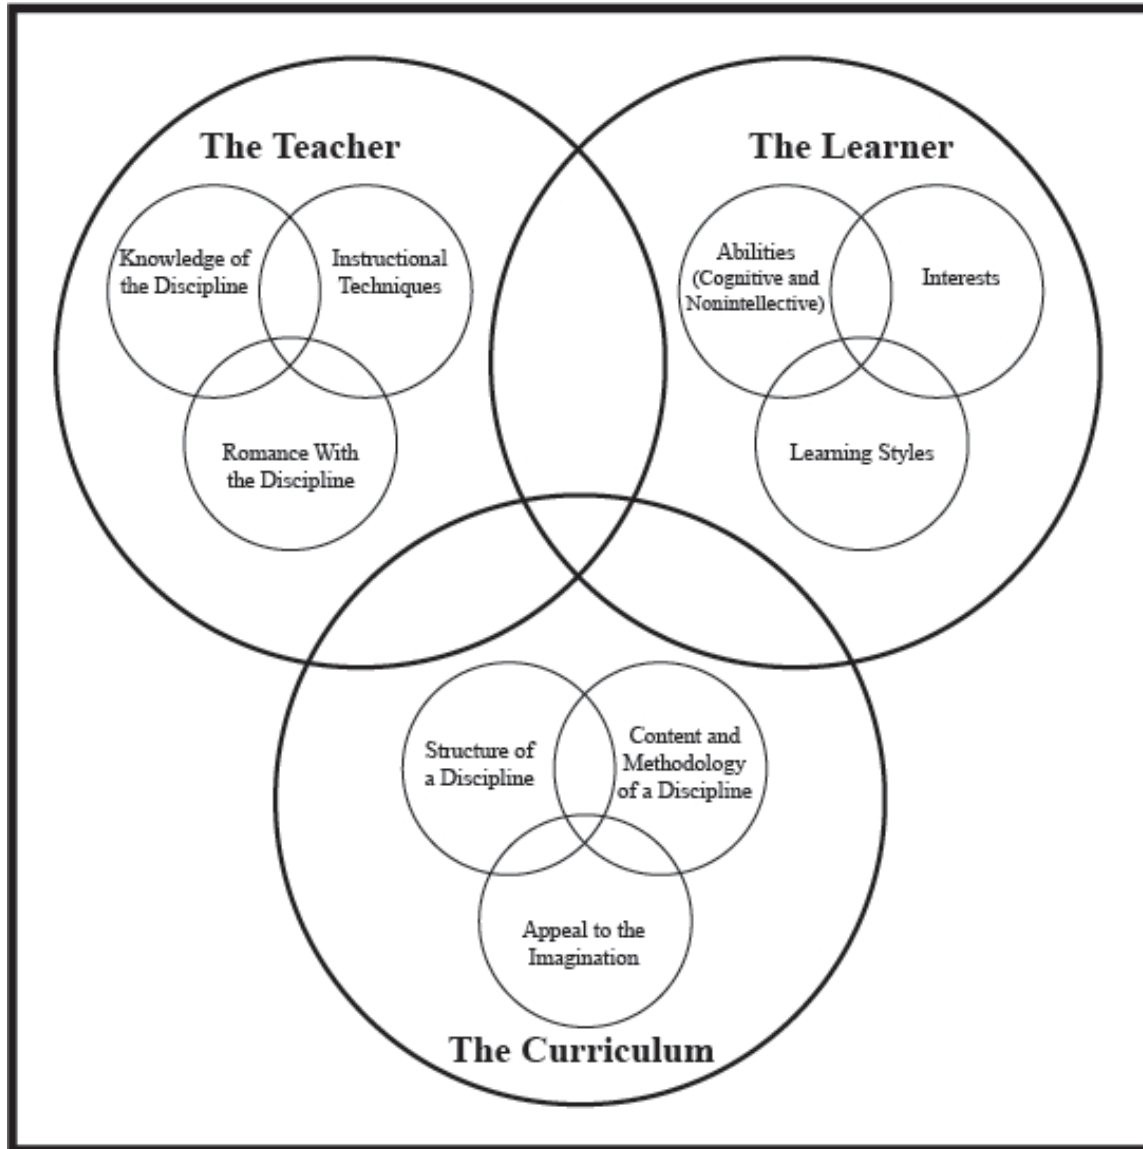 The Teacher
Knowledge of
the Discipline
Instructional
Techniques
Romance With
the Discipline
The Learner
Abilities
(Cognitive and
Nonintellective)
Interests
Learning Styles
Structure of
a Discipline
Content and
Methodology
of a Discipline
Appeal to the
Imagination
The Curriculum